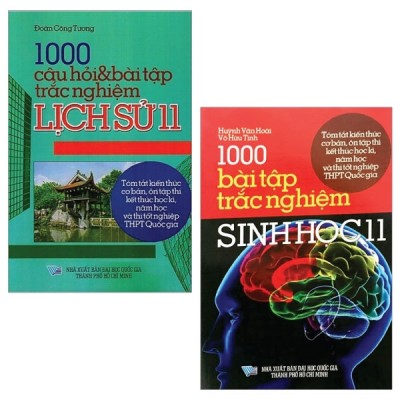 Đoàn Công Tương
1000
câu hỏi&bài tập
trắc nghiệm
LỊCH SỬ 11
Tóm tắt kiến thức
cơ bản, ôn tập thi
kết thúc học kì,
năm học
và thi tốt nghiệp
THPT Quốc gia
NHÀ XUẤT BẢN ĐẠI HỌC QUỐC GIA
THÀNH PHỐ HỒ CHÍ MINH
Huỳnh Văn Hoài
Võ Hữu Tình
1000
bài tập
trắc nghiệm
SINH HỌC 11
Tóm tắt kiến thức
cơ bản, ôn tập thi
kết thúc học kì,
năm học
và thi tốt nghiệp
THPT Quốc gia
NHÀ XUẤT BẢN ĐẠI HỌC QUỐC GIA
THÀNH PHỐ HỒ CHÍ MINH